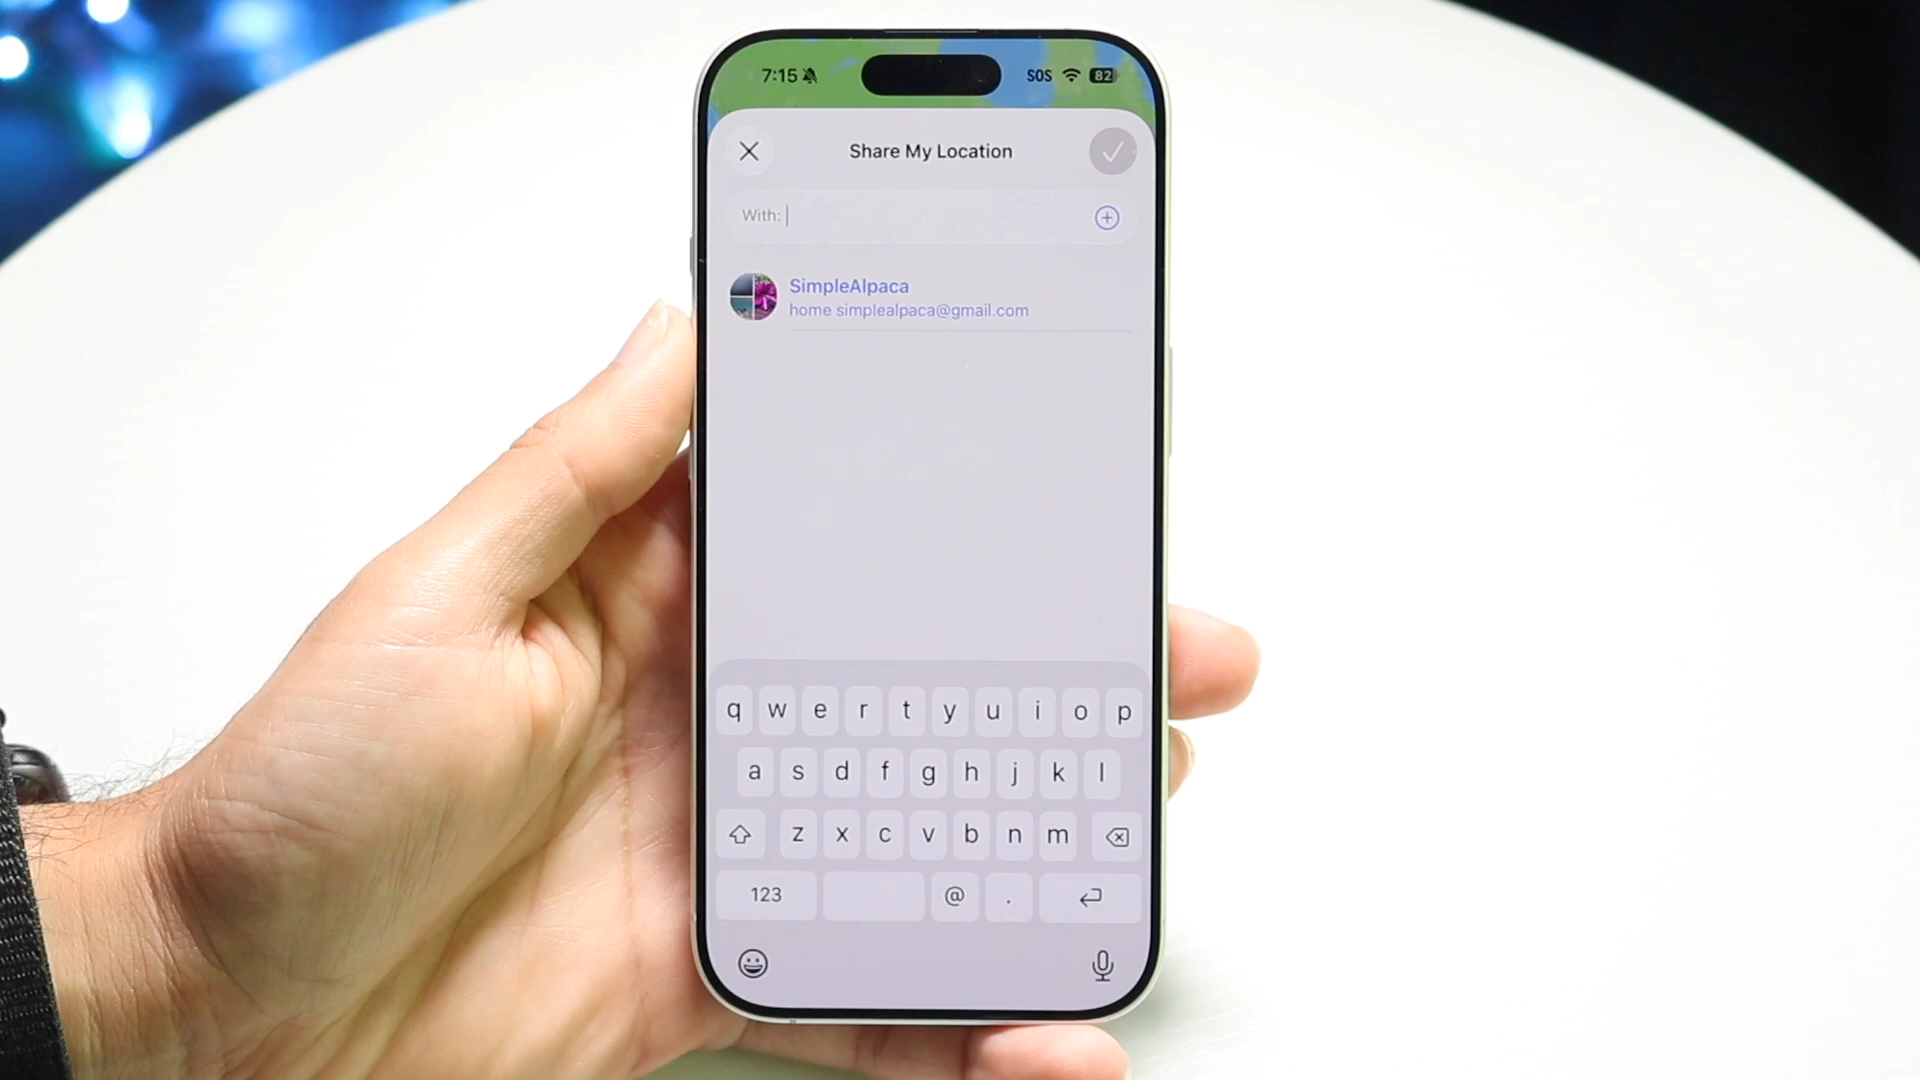 7:15 SOS 82
Share My Location
With:
SimpleAlpaca
home simplealpaca@gmail.com
q w e r t y u i o p
a s d f g h j k l
z x c v b n m
123 @ .